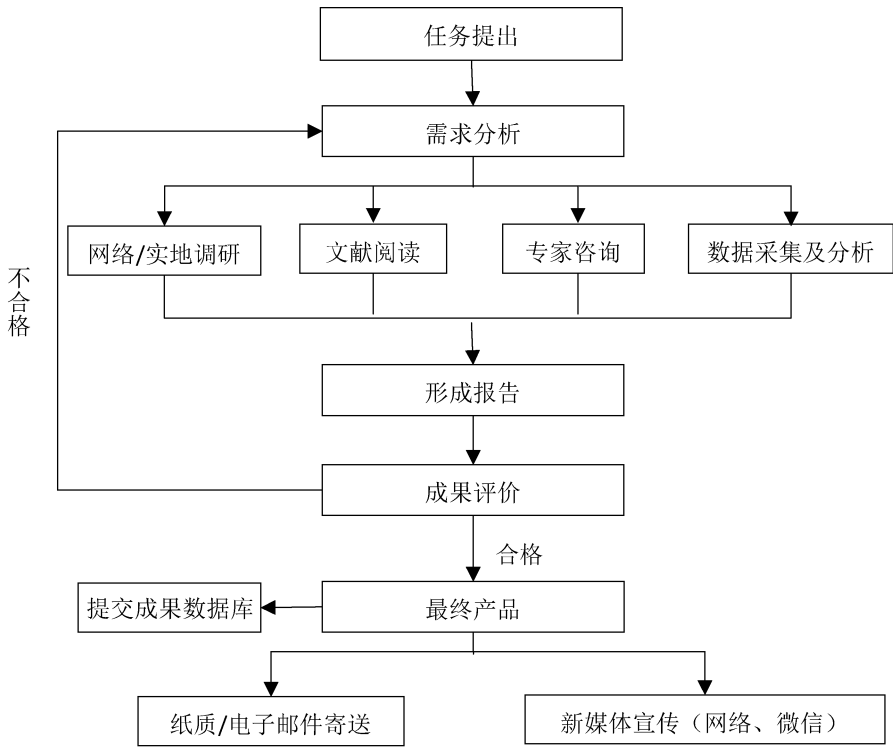 任务提出
需求分析
网络/实地调研
文献阅读
专家咨询
数据采集及分析
不合格
形成报告
成果评价
合格
提交成果数据库
最终产品
纸质/电子邮件寄送
新媒体宣传（网络、微信）